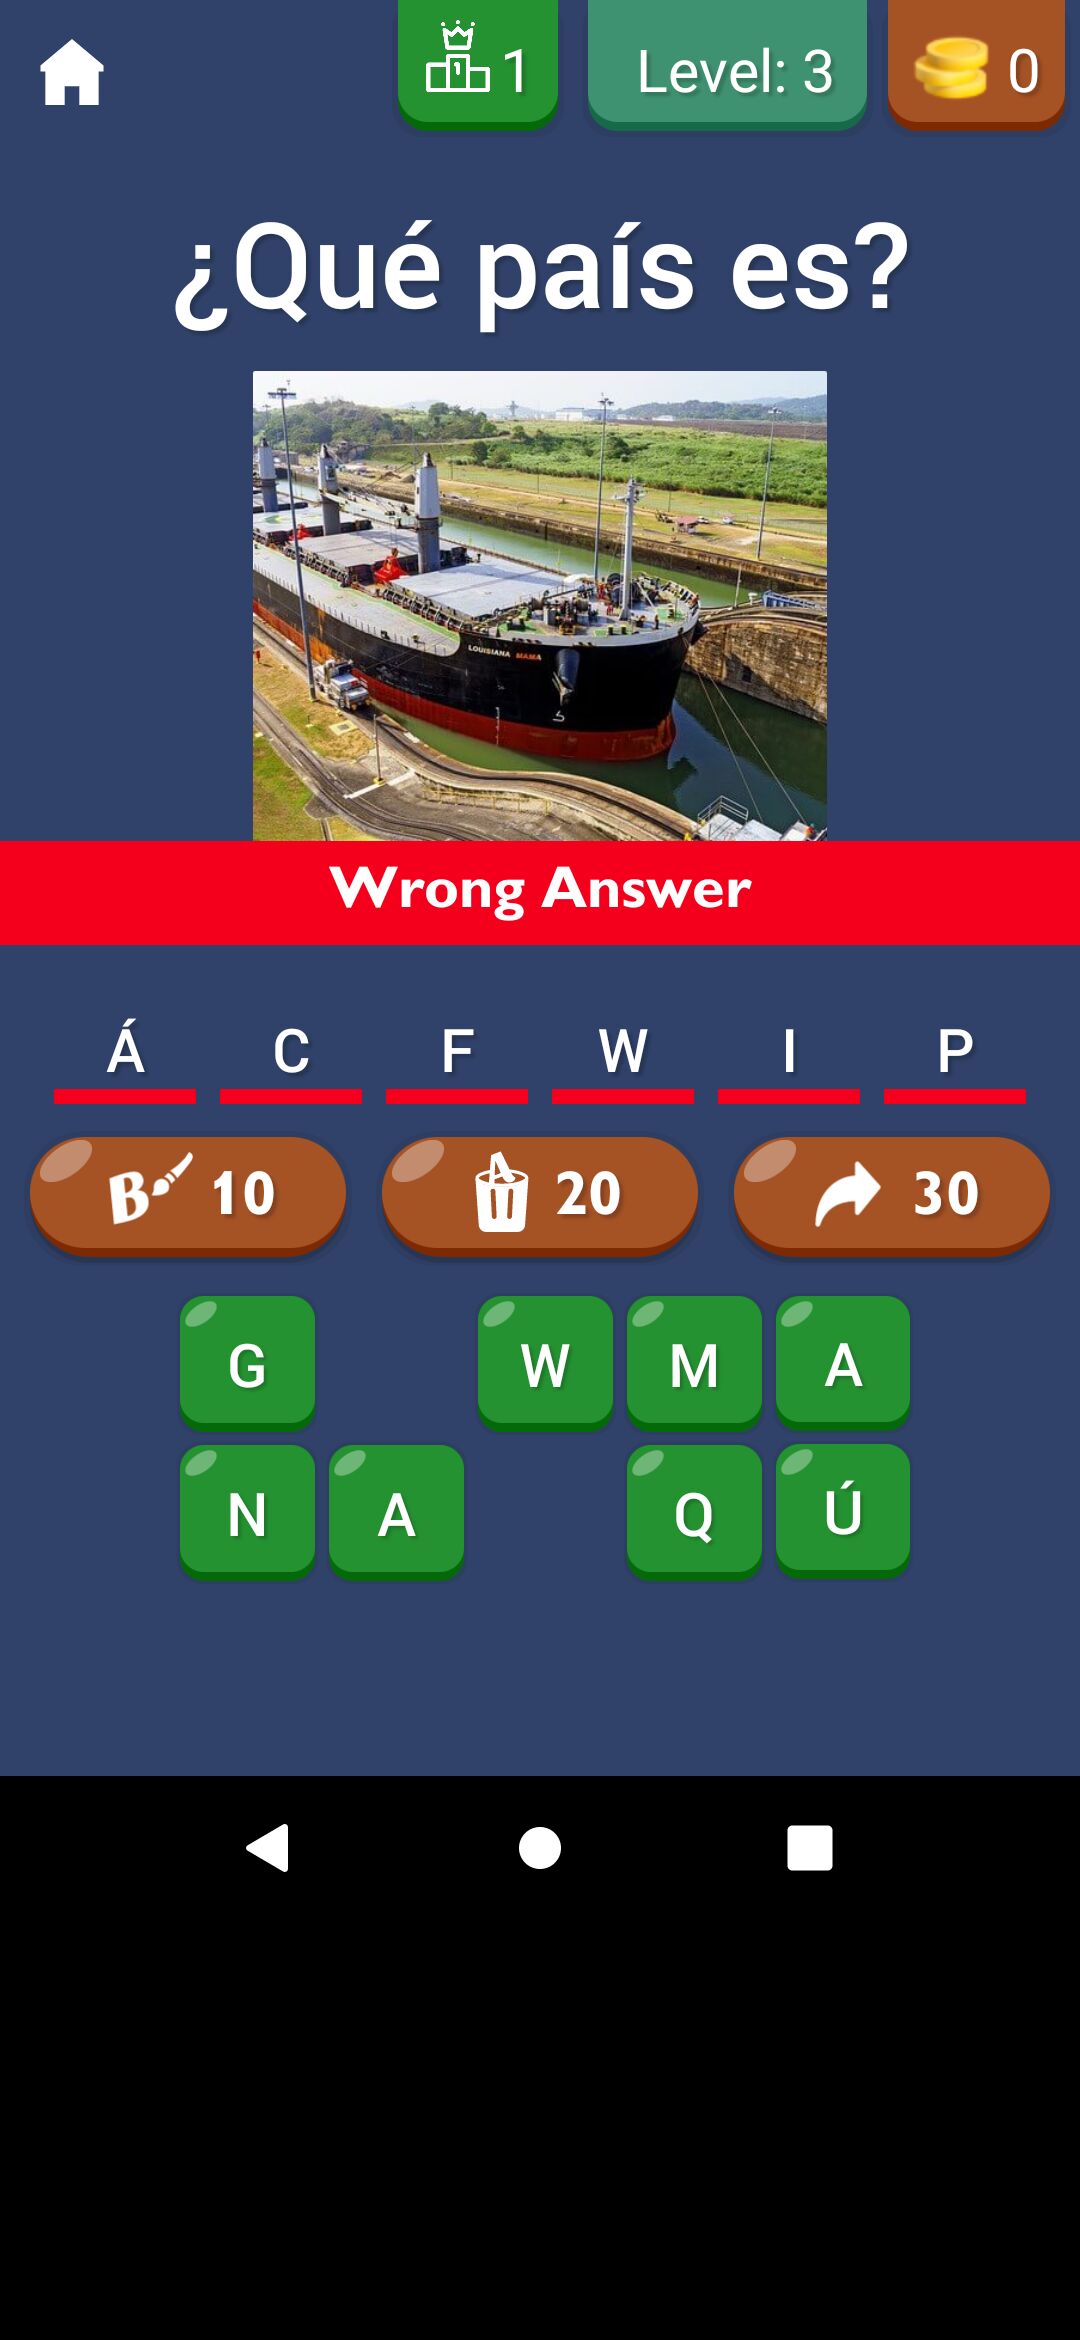 1
Level: 3
0
¿Qué país es?
LOUISIANA MAMA
Wrong Answer
Á C F W I P
B 10
20
30
G W M A
N A Q Ú